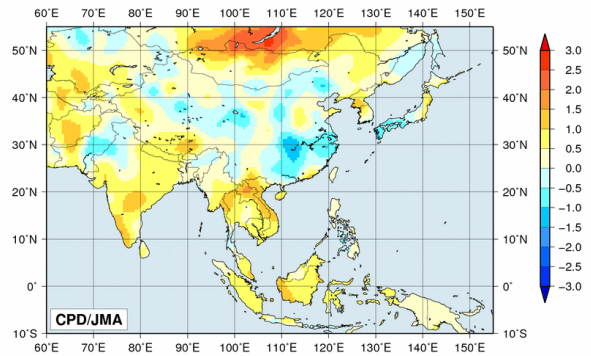 60˚E 70˚E 80˚E 90˚E 100˚E 110˚E 120˚E 130˚E 140˚E 150˚E
50˚N 50˚N 3.0
2.5
40˚N 40˚N 2.0
1.5
1.0
30˚N 30˚N 0.5
0.0
20˚N 20˚N −0.5
−1.0
10˚N 10˚N −1.5
−2.0
0˚ 0˚ −2.5
−3.0
CPD/JMA
10˚S 10˚S
60˚E 70˚E 80˚E 90˚E 100˚E 110˚E 120˚E 130˚E 140˚E 150˚E